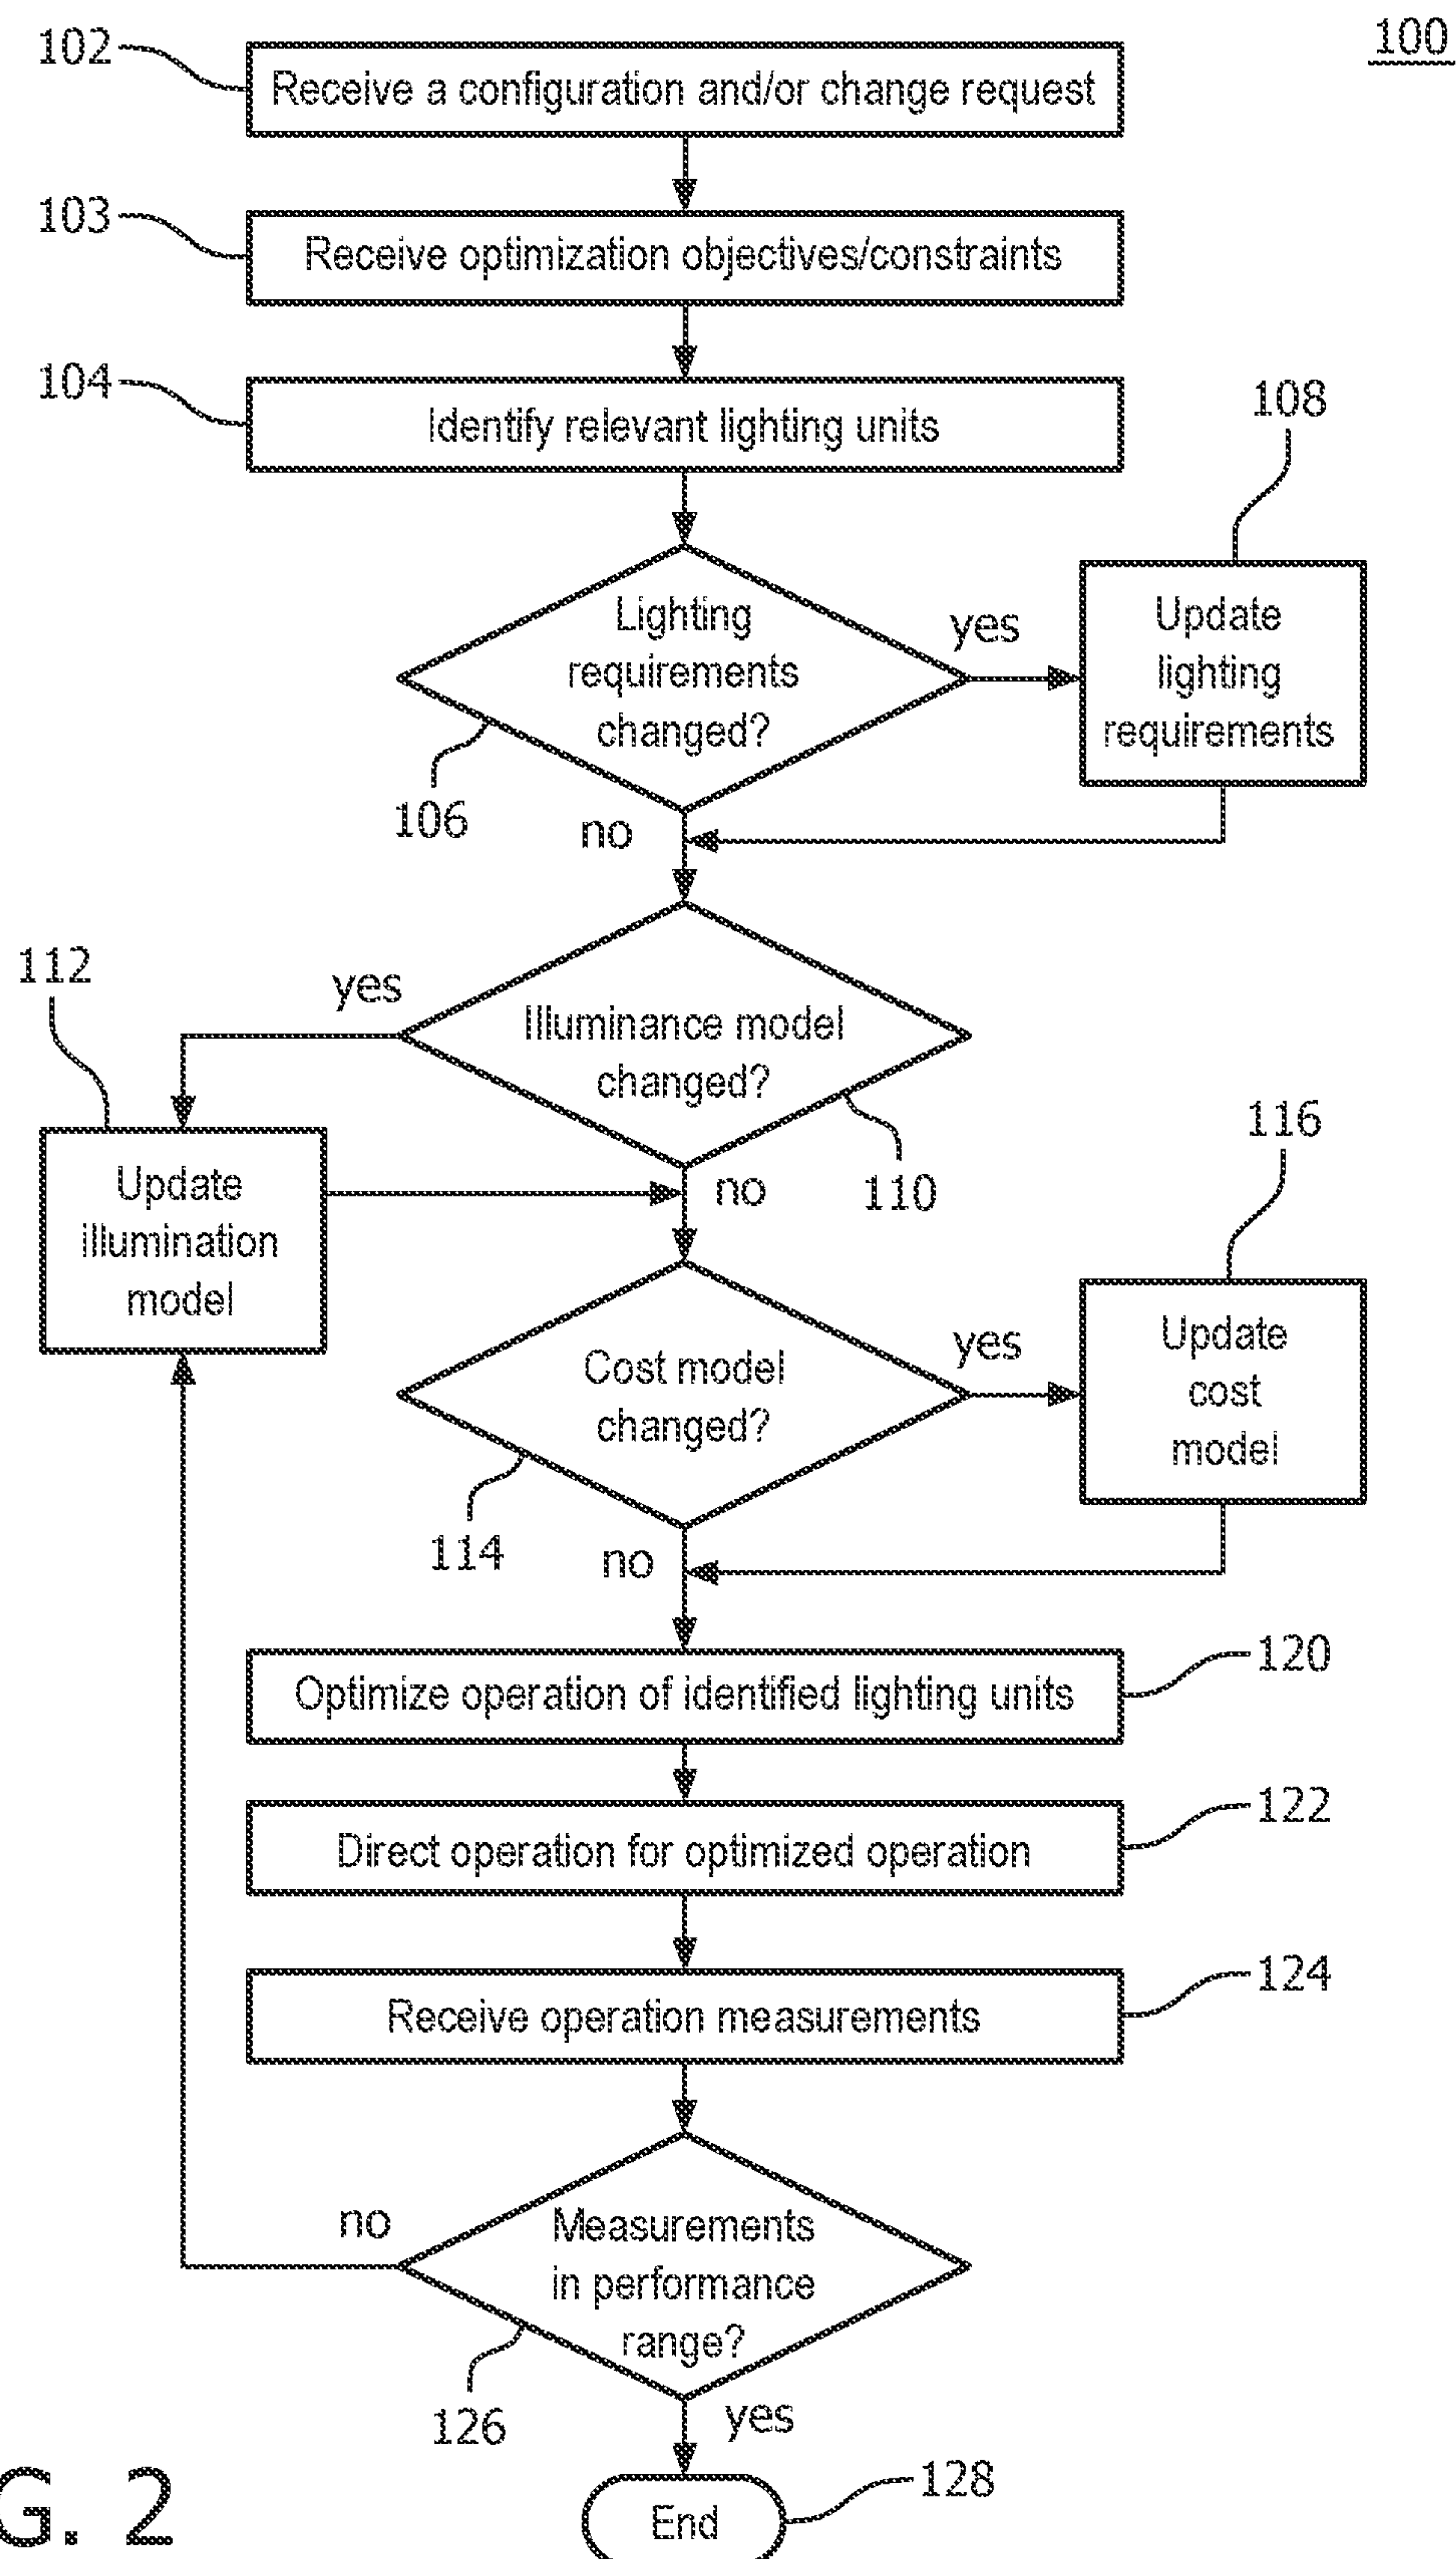 100
102
Receive a configuration and/or change request
103
Receive optimization objectives/constraints
104
Identify relevant lighting units
108
Lighting
requirements
changed?
yes
Update
lighting
requirements
106
no
112
yes
Illuminance model
changed?
110
no
Update
illumination
model
116
Cost model
changed?
yes
Update
cost
model
114
no
120
Optimize operation of identified lighting units
122
Direct operation for optimized operation
124
Receive operation measurements
no
Measurements
in performance
range?
126
yes
128
End
G. 2